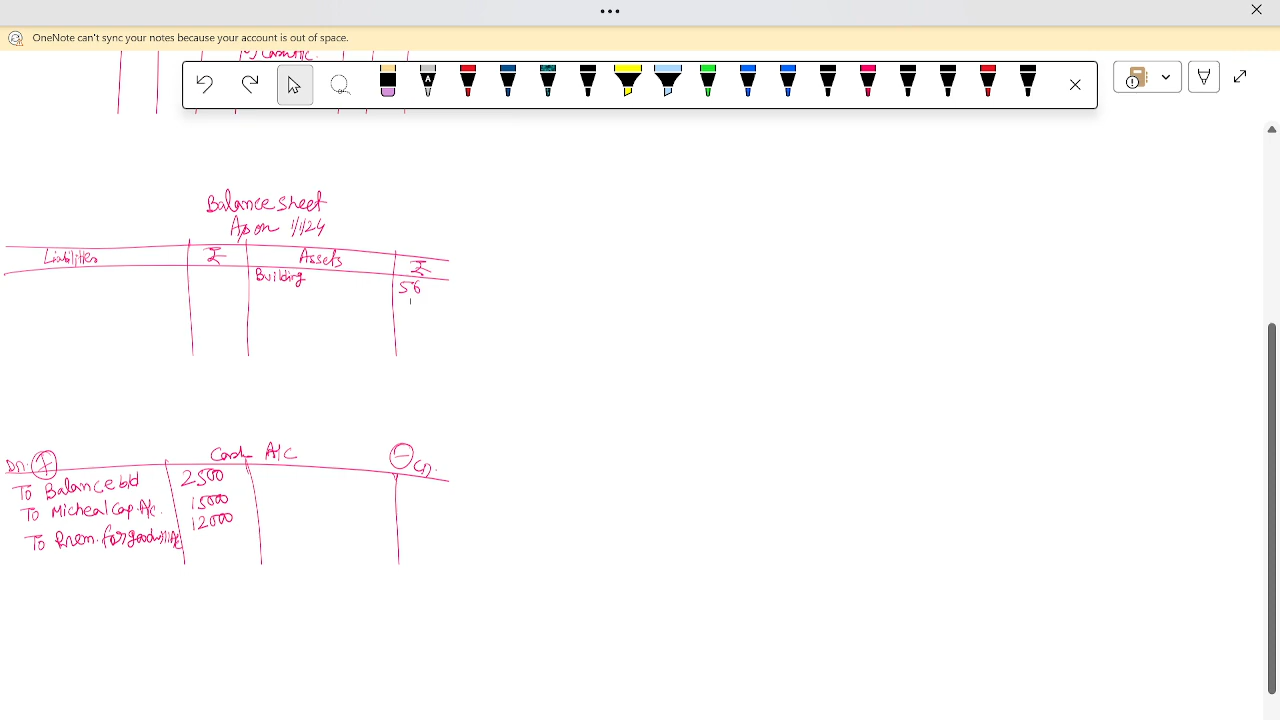 OneNote can't sync your notes because your account is out of space.
To Cash A/c.
Balance Sheet
As on 1/1/24
Liabilities ₹ Assets ₹
Building 56
Dr. + Cash A/C - Cr.
To Balance b/d 2500
To Micheal Cap. A/c. 15000
To Prem. for goodwill A/c 12000